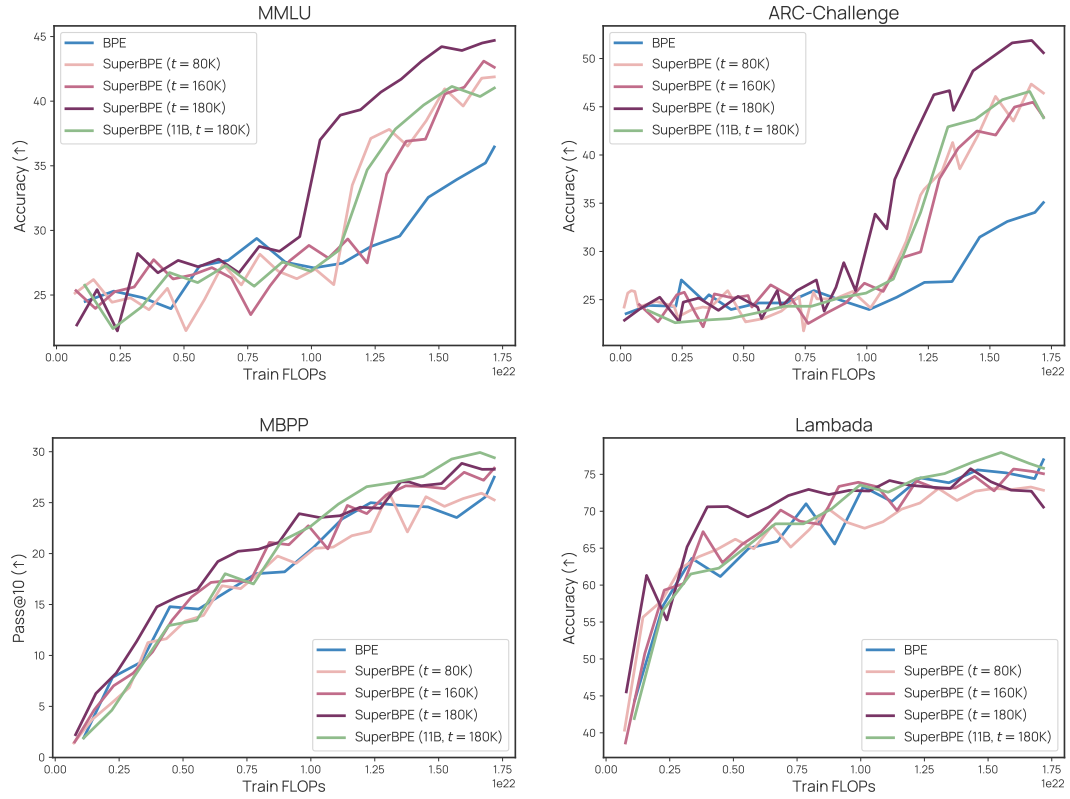 MMLU
45
40
35
30
25
Accuracy (↑)
BPE
SuperBPE (t = 80K)
SuperBPE (t = 160K)
SuperBPE (t = 180K)
SuperBPE (11B, t = 180K)
0.00 0.25 0.50 0.75 1.00 1.25 1.50 1.75
1e22
Train FLOPs
ARC-Challenge
50
45
40
35
30
25
Accuracy (↑)
BPE
SuperBPE (t = 80K)
SuperBPE (t = 160K)
SuperBPE (t = 180K)
SuperBPE (11B, t = 180K)
0.00 0.25 0.50 0.75 1.00 1.25 1.50 1.75
1e22
Train FLOPs
MBPP
30
25
20
15
10
5
0
Pass@10 (↑)
BPE
SuperBPE (t = 80K)
SuperBPE (t = 160K)
SuperBPE (t = 180K)
SuperBPE (11B, t = 180K)
0.00 0.25 0.50 0.75 1.00 1.25 1.50 1.75
1e22
Train FLOPs
Lambada
75
70
65
60
55
50
45
40
Accuracy (↑)
BPE
SuperBPE (t = 80K)
SuperBPE (t = 160K)
SuperBPE (t = 180K)
SuperBPE (11B, t = 180K)
0.00 0.25 0.50 0.75 1.00 1.25 1.50 1.75
1e22
Train FLOPs